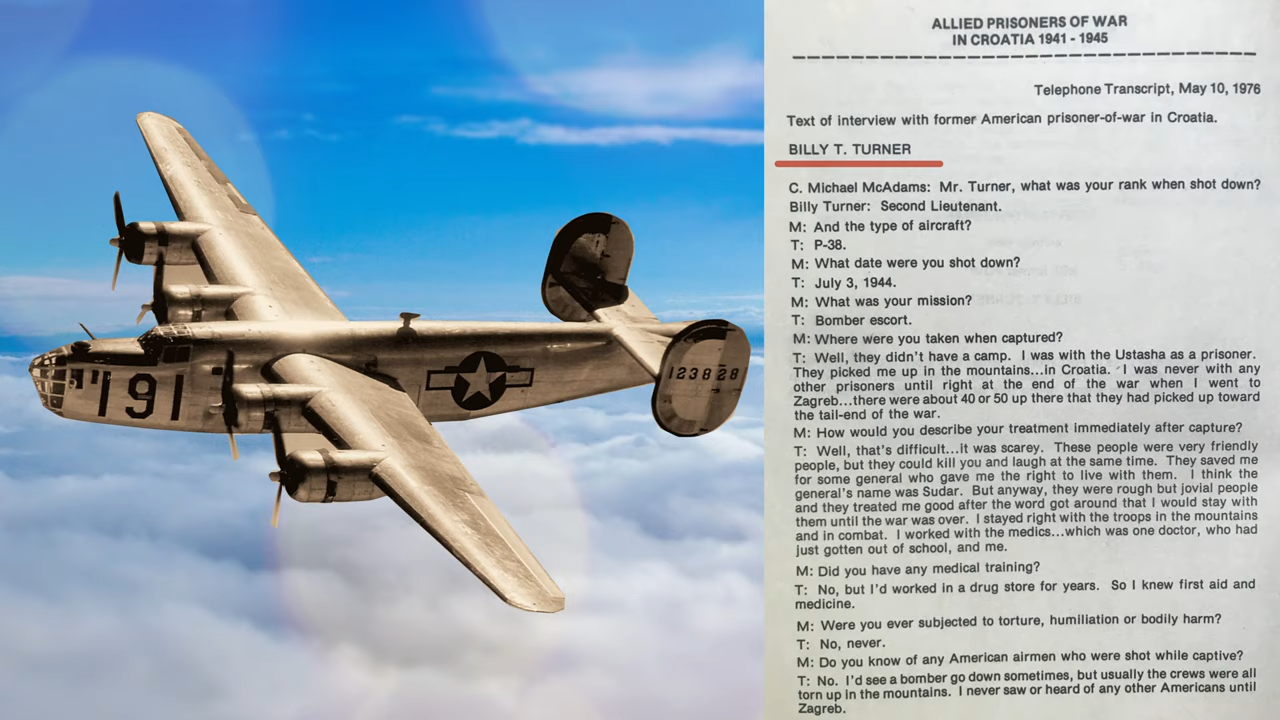 191
123828
ALLIED PRISONERS OF WAR
IN CROATIA 1941 - 1945
Telephone Transcript, May 10, 1976
Text of interview with former American prisoner-of-war in Croatia.
BILLY T. TURNER
C. Michael McAdams: Mr. Turner, what was your rank when shot down?
Billy Turner: Second Lieutenant.
M: And the type of aircraft?
T: P-38.
M: What date were you shot down?
T: July 3, 1944.
M: What was your mission?
T: Bomber escort.
M: Where were you taken when captured?
T: Well, they didn't have a camp. I was with the Ustasha as a prisoner.
They picked me up in the mountains...in Croatia. I was never with any
other prisoners until right at the end of the war when I went to
Zagreb...there were about 40 or 50 up there that they had picked up toward
the tail-end of the war.
M: How would you describe your treatment immediately after capture?
T: Well, that's difficult...it was scarey. These people were very friendly
people, but they could kill you and laugh at the same time. They saved me
for some general who gave me the right to live with them. I think the
general's name was Sudar. But anyway, they were rough but jovial people
and they treated me good after the word got around that I would stay with
them until the war was over. I stayed right with the troops in the mountains
and in combat. I worked with the medics...which was one doctor, who had
just gotten out of school, and me.
M: Did you have any medical training?
T: No, but I'd worked in a drug store for years. So I knew first aid and
medicine.
M: Were you ever subjected to torture, humiliation or bodily harm?
T: No, never.
M: Do you know of any American airmen who were shot while captive?
T: No. I'd see a bomber go down sometimes, but usually the crews were all
torn up in the mountains. I never saw or heard of any other Americans until
Zagreb.